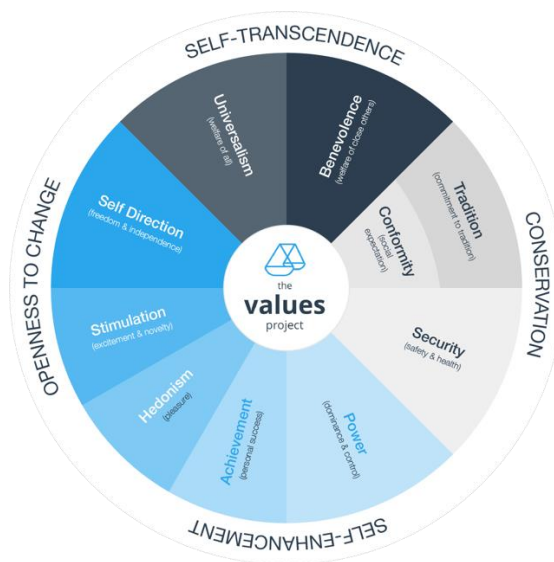 SELF-TRANSCENDENCE
Universalism
(welfare of all)
Benevolence
(welfare of close others)
Tradition
(commitment to tradition)
Conformity
(social
expectation)
CONSERVATION
Security
(safety & health)
Power
(dominance & control)
SELF-ENHANCEMENT
Achievement
(personal success)
Hedonism
(pleasure)
Stimulation
(excitement & novelty)
OPENNESS TO CHANGE
Self Direction
(freedom & independence)
the
values
project